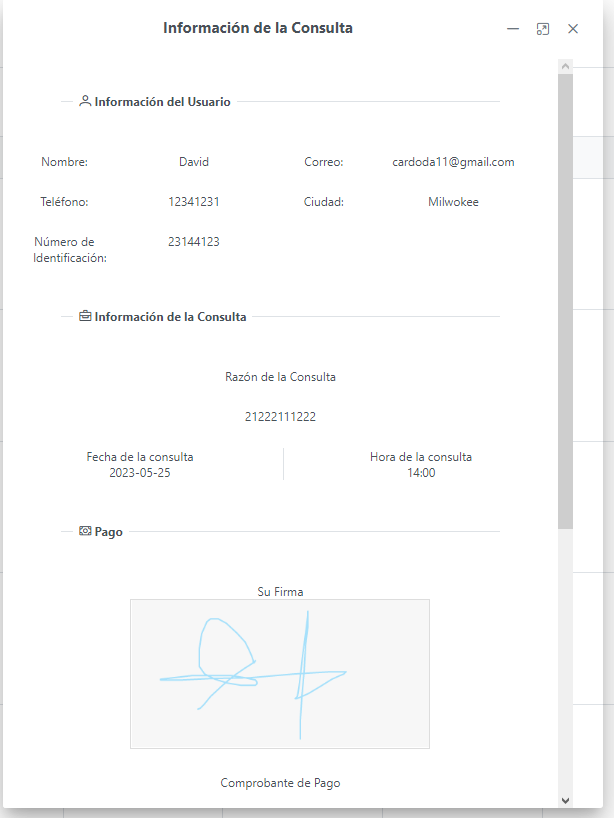 Información de la Consulta
Información del Usuario
Nombre: David Correo: cardoda11@gmail.com
Teléfono: 12341231 Ciudad: Milwokee
Número de 23144123
Identificación:
Información de la Consulta
Razón de la Consulta
21222111222
Fecha de la consulta Hora de la consulta
2023-05-25 14:00
Pago
Su Firma
Comprobante de Pago